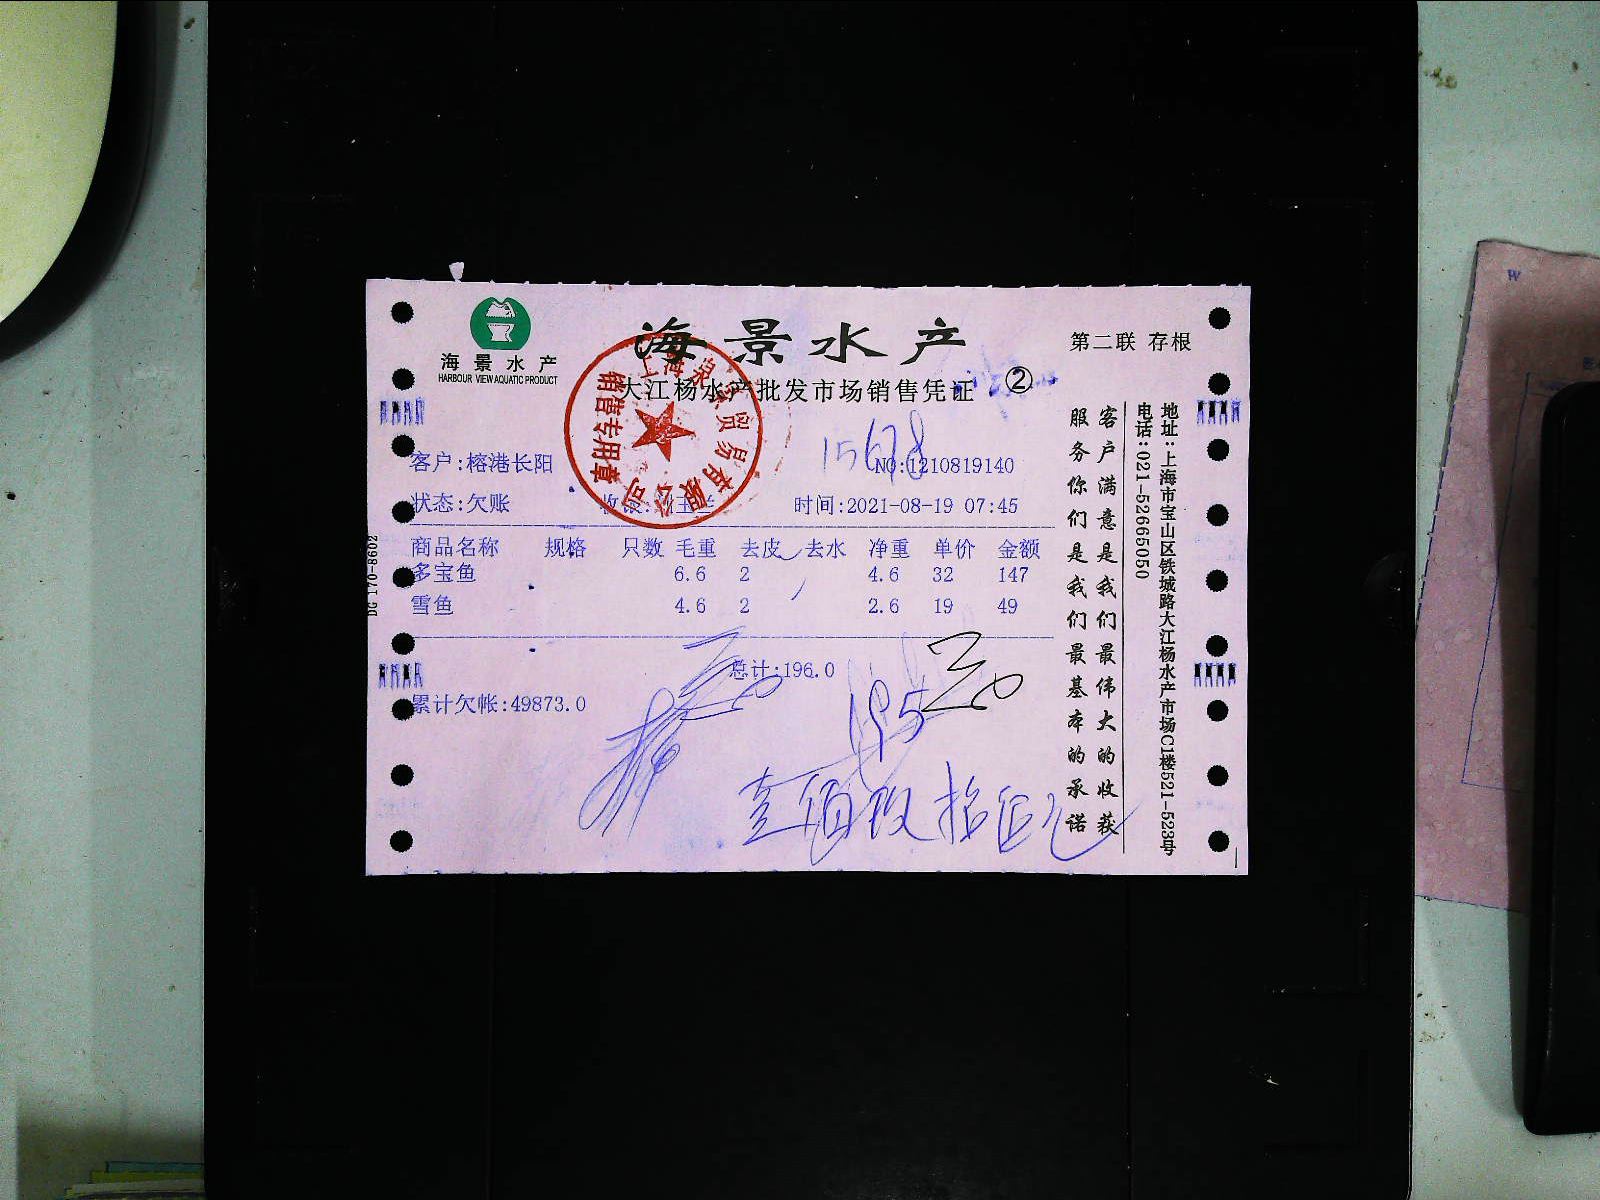 海景水产
HARBOUR VIEW AQUATIC PRODUCT
海景水产
第二联 存根
大江杨水产批发市场销售凭证 ②
15678
客户:榕港长阳
NO:1210819140
状态:欠账
时间:2021-08-19 07:45
商品名称 规格 只数 毛重 去皮 去水 净重 单价 金额
多宝鱼 6.6 2 4.6 32 147
雪鱼 4.6 2 2.6 19 49
总计:196.0
累计欠帐:49873.0
195
壹佰玖拾伍元
销售专用章
客户满意是我们最伟大的收获
服务你们是我们最基本的承诺
地址:上海市宝山区铁城路大江杨水产市场C1楼521-523号
电话:021-52665050
DG 170-8602
W